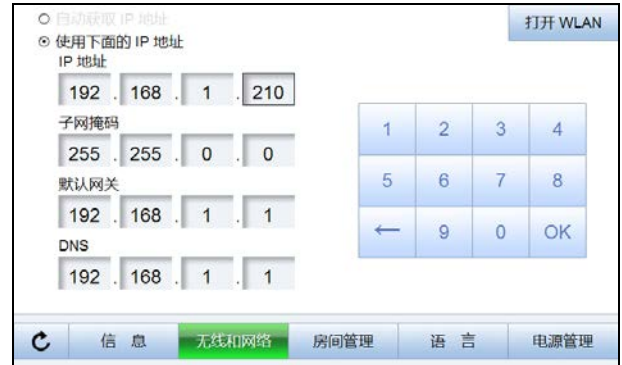 自动获取 IP 地址
打开 WLAN
使用下面的 IP 地址
IP 地址
192 . 168 . 1 . 210
子网掩码
255 . 255 . 0 . 0
默认网关
192 . 168 . 1 . 1
DNS
192 . 168 . 1 . 1
1 2 3 4
5 6 7 8
← 9 0 OK
信 息 无线和网络 房间管理 语 言 电源管理